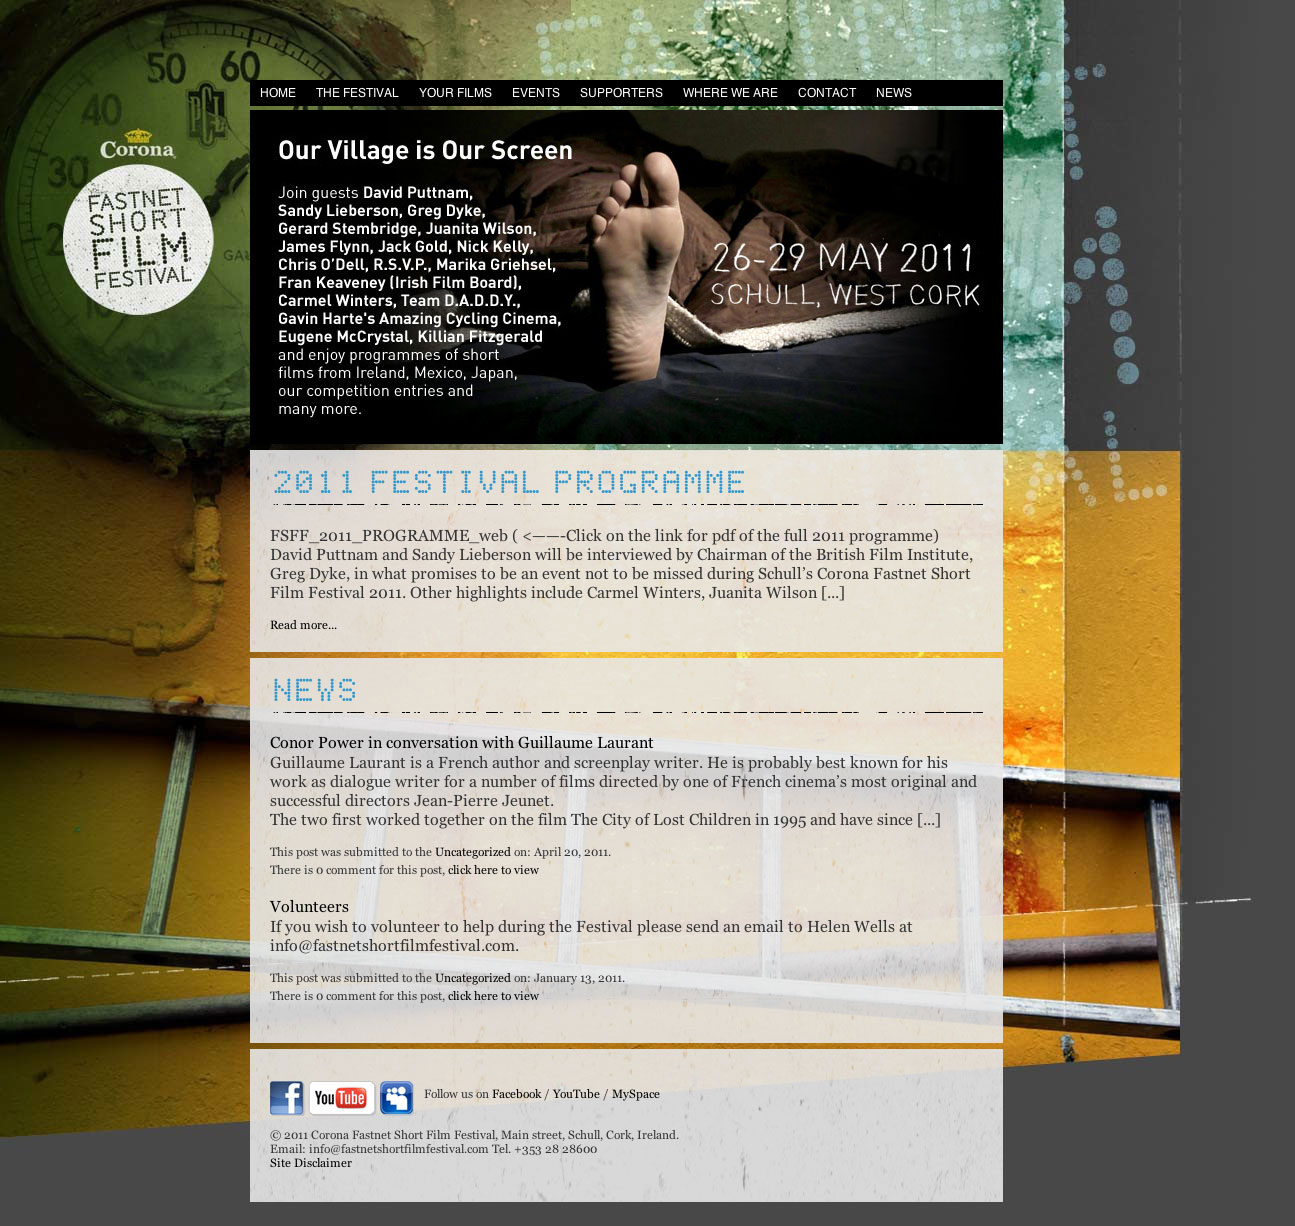 HOME THE FESTIVAL YOUR FILMS EVENTS SUPPORTERS WHERE WE ARE CONTACT NEWS
50 60
40
30
20
PCL
Corona
FASTNET
SHORT
FILM
FESTIVAL
Our Village is Our Screen
Join guests David Puttnam,
Sandy Lieberson, Greg Dyke,
Gerard Stembridge, Juanita Wilson,
James Flynn, Jack Gold, Nick Kelly,
Chris O'Dell, R.S.V.P., Marika Griehsel,
Fran Keaveney (Irish Film Board),
Carmel Winters, Team D.A.D.D.Y.,
Gavin Harte's Amazing Cycling Cinema,
Eugene McCrystal, Killian Fitzgerald
and enjoy programmes of short
films from Ireland, Mexico, Japan,
our competition entries and
many more.
26-29 MAY 2011
SCHULL, WEST CORK
2011 FESTIVAL PROGRAMME
FSFF_2011_PROGRAMME_web ( <——-Click on the link for pdf of the full 2011 programme)
David Puttnam and Sandy Lieberson will be interviewed by Chairman of the British Film Institute,
Greg Dyke, in what promises to be an event not to be missed during Schull’s Corona Fastnet Short
Film Festival 2011. Other highlights include Carmel Winters, Juanita Wilson [...]
Read more...
NEWS
Conor Power in conversation with Guillaume Laurant
Guillaume Laurant is a French author and screenplay writer. He is probably best known for his
work as dialogue writer for a number of films directed by one of French cinema’s most original and
successful directors Jean-Pierre Jeunet.
The two first worked together on the film The City of Lost Children in 1995 and have since [...]
This post was submitted to the Uncategorized on: April 20, 2011.
There is 0 comment for this post, click here to view
Volunteers
If you wish to volunteer to help during the Festival please send an email to Helen Wells at
info@fastnetshortfilmfestival.com.
This post was submitted to the Uncategorized on: January 13, 2011.
There is 0 comment for this post, click here to view
You Tube
Follow us on Facebook / YouTube / MySpace
© 2011 Corona Fastnet Short Film Festival, Main street, Schull, Cork, Ireland.
Email: info@fastnetshortfilmfestival.com Tel. +353 28 28600
Site Disclaimer